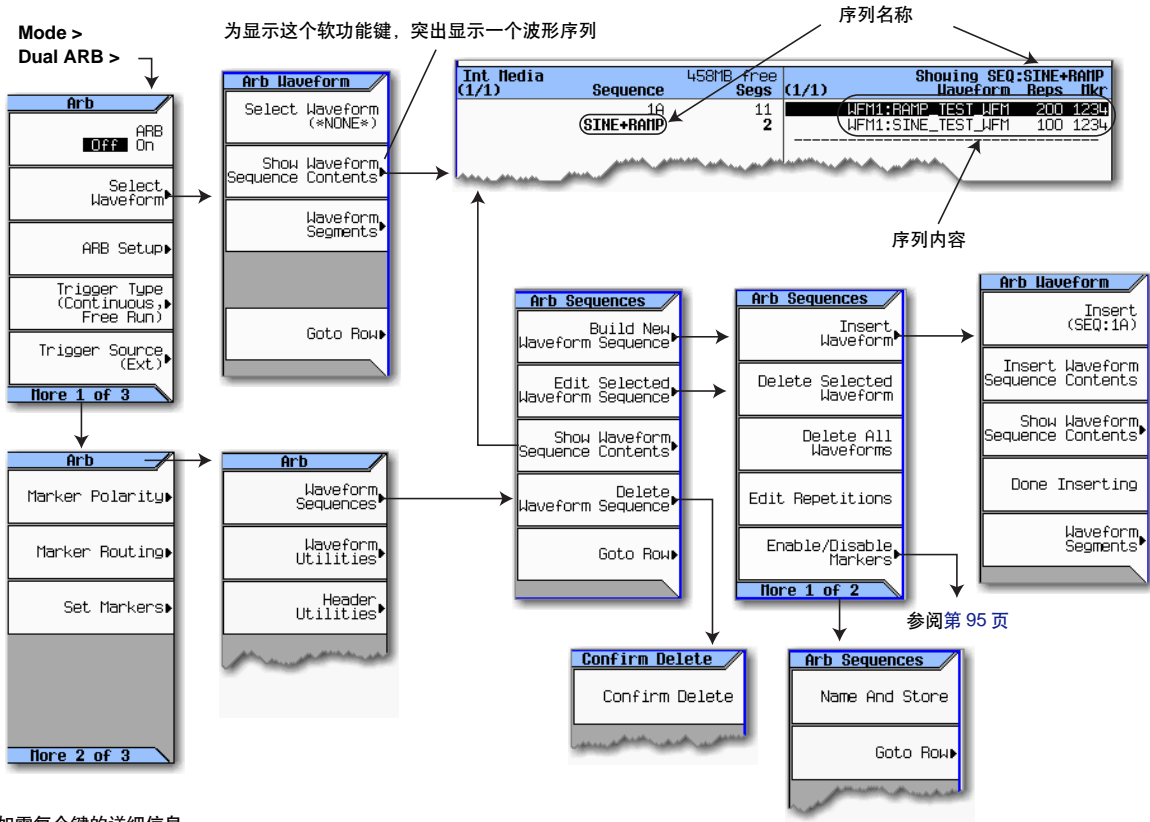 Mode >
Dual ARB >
为显示这个软功能键，突出显示一个波形序列
序列名称
Arb
ARB
Off On
Select
Waveform
ARB Setup
Trigger Type
(Continuous,
Free Run)
Trigger Source
(Ext)
More 1 of 3
Arb Waveform
Select Waveform
(*NONE*)
Show Waveform
Sequence Contents
Waveform
Segments
Goto Row
Int Media 458MB free Showing SEQ:SINE+RAMP
(1/1) Sequence Segs (1/1) Waveform Reps Mkr
1A 11 WFM1:RAMP_TEST_WFM 200 1234
SINE+RAMP 2 WFM1:SINE_TEST_WFM 100 1234
序列内容
Arb
Marker Polarity
Marker Routing
Set Markers
More 2 of 3
Arb
Waveform
Sequences
Waveform
Utilities
Header
Utilities
Arb Sequences
Build New
Waveform Sequence
Edit Selected
Waveform Sequence
Show Waveform
Sequence Contents
Delete
Waveform Sequence
Goto Row
Arb Sequences
Insert
Waveform
Delete Selected
Waveform
Delete All
Waveforms
Edit Repetitions
Enable/Disable
Markers
More 1 of 2
Arb Waveform
Insert
(SEQ:1A)
Insert Waveform
Sequence Contents
Show Waveform
Sequence Contents
Done Inserting
Waveform
Segments
参阅第 95 页
Confirm Delete
Confirm Delete
Arb Sequences
Name And Store
Goto Row